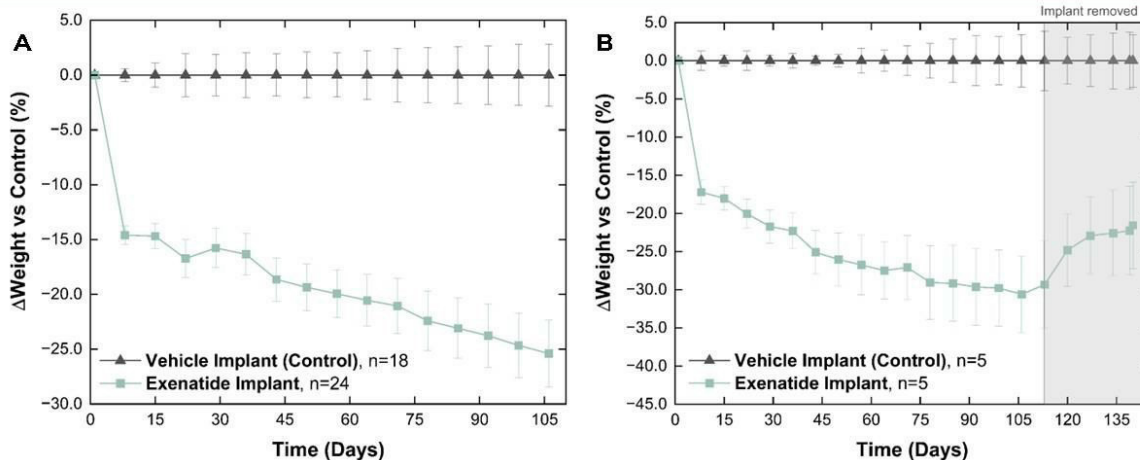 Implant removed
A
ΔWeight vs Control (%)
5.0
0.0
−5.0
−10.0
−15.0
−20.0
−25.0
−30.0
Vehicle Implant (Control), n=18
Exenatide Implant, n=24
0 15 30 45 60 75 90 105
Time (Days)
B
ΔWeight vs Control (%)
5.0
0.0
−5.0
−10.0
−15.0
−20.0
−25.0
−30.0
−35.0
−40.0
−45.0
Vehicle Implant (Control), n=5
Exenatide Implant, n=5
0 15 30 45 60 75 90 105 120 135
Time (Days)